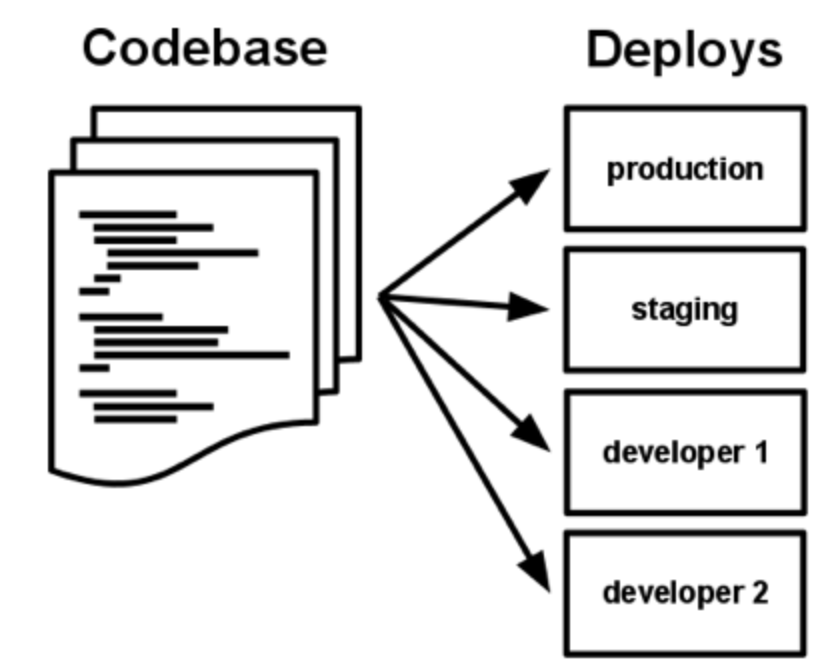 Codebase
Deploys
production
staging
developer 1
developer 2